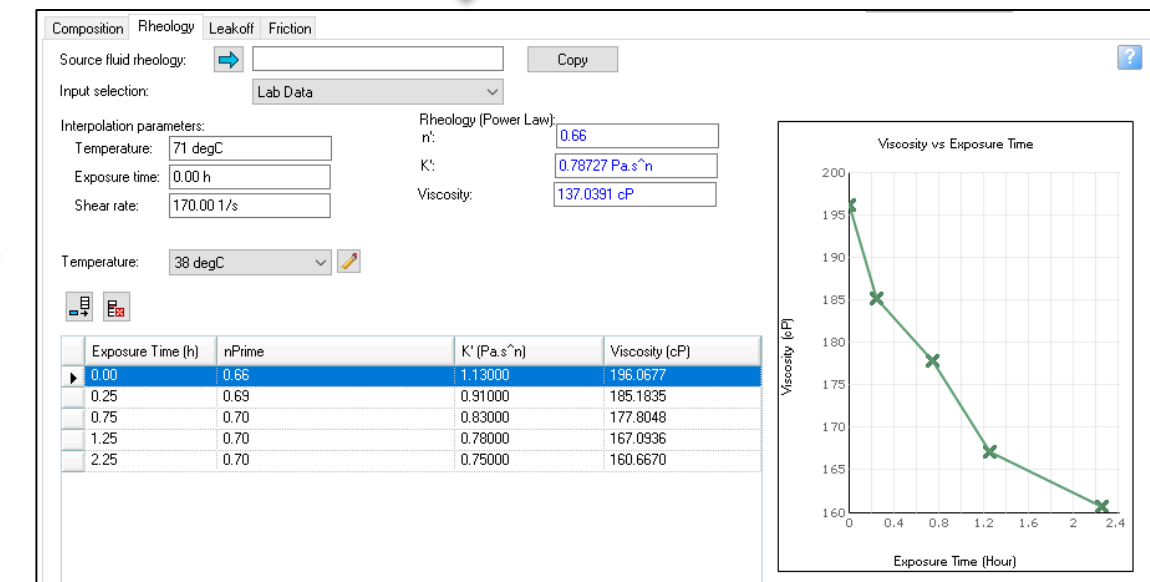 Composition Rheology Leakoff Friction
Source fluid rheology: Copy
?
Input selection: Lab Data
Interpolation parameters:
Temperature: 71 degC
Exposure time: 0.00 h
Shear rate: 170.00 1/s
Rheology (Power Law):
n': 0.66
K': 0.78727 Pa.s^n
Viscosity: 137.0391 cP
Temperature: 38 degC
Exposure Time (h) nPrime K' (Pa.s^n) Viscosity (cP)
0.00 0.66 1.13000 196.0677
0.25 0.69 0.91000 185.1835
0.75 0.70 0.83000 177.8048
1.25 0.70 0.78000 167.0936
2.25 0.70 0.75000 160.6670
Viscosity vs Exposure Time
Viscosity (cP)
200
195
190
185
180
175
170
165
160
0 0.4 0.8 1.2 1.6 2 2.4
Exposure Time (Hour)